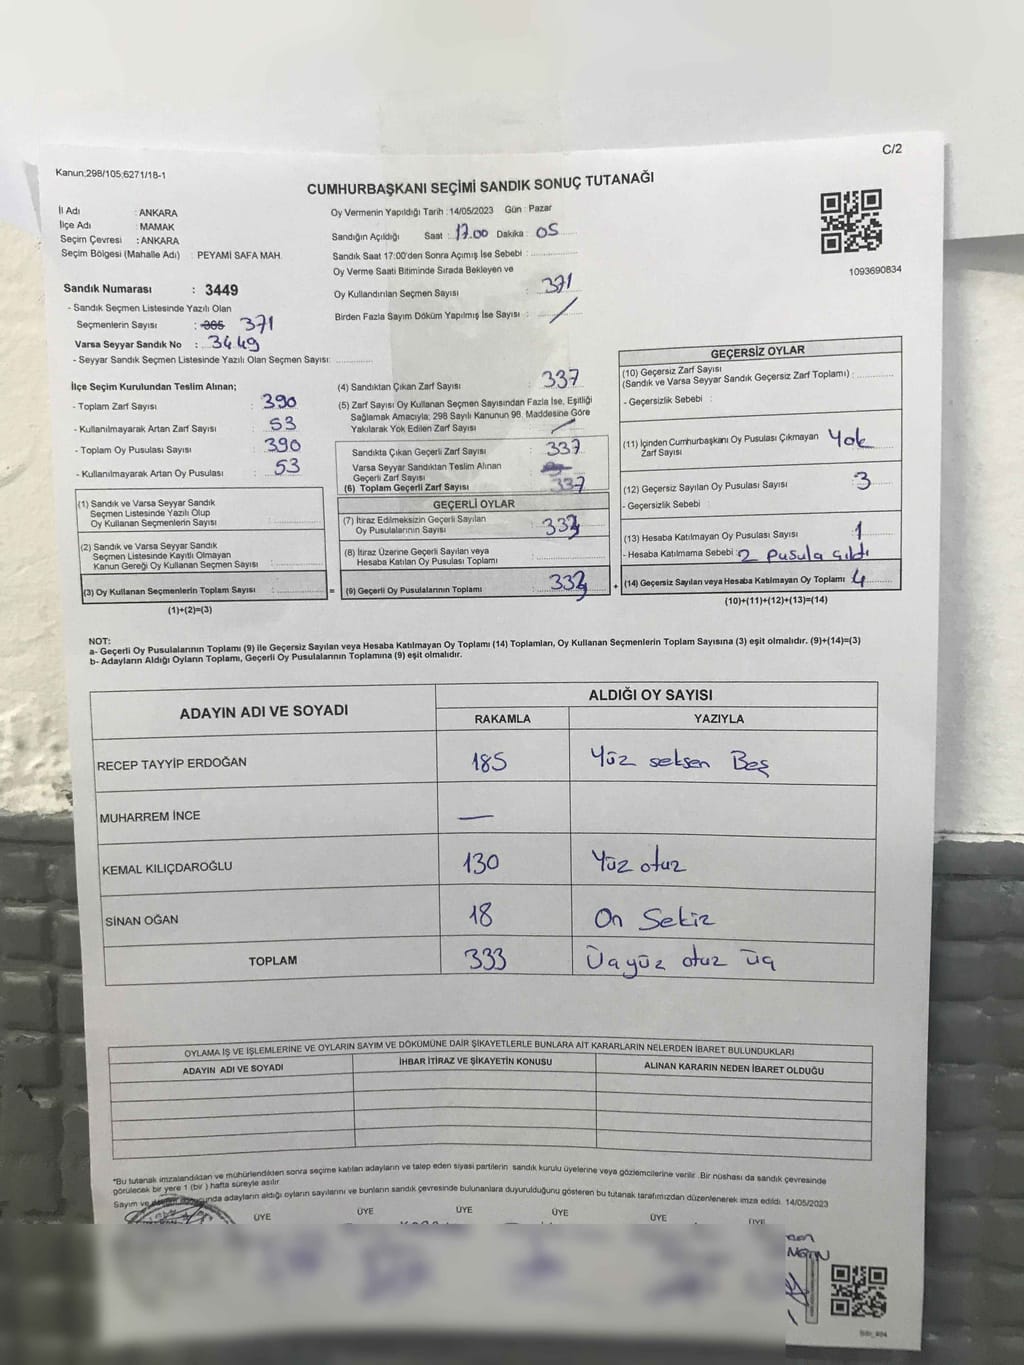 C/2
Kanun;298/105;6271/18-1
CUMHURBAŞKANI SEÇİMİ SANDIK SONUÇ TUTANAĞI
İl Adı : ANKARA
İlçe Adı : MAMAK
Seçim Çevresi : ANKARA
Seçim Bölgesi (Mahalle Adı) : PEYAMİ SAFA MAH.
Sandık Numarası : 3449
- Sandık Seçmen Listesinde Yazılı Olan
Seçmenlerin Sayısı : 385 371
Varsa Seyyar Sandık No : 3449
- Seyyar Sandık Seçmen Listesinde Yazılı Olan Seçmen Sayısı:
Oy Vermenin Yapıldığı Tarih :14/05/2023 Gün : Pazar
Sandığın Açıldığı Saat : 17.00 Dakika : 05
Sandık Saat 17:00'den Sonra Açımış İse Sebebi :
Oy Verme Saati Bitiminde Sırada Bekleyen ve
Oy Kullandırılan Seçmen Sayısı : 371
Birden Fazla Sayım Döküm Yapılmış İse Sayısı : /
1093690834
İlçe Seçim Kurulundan Teslim Alınan;
- Toplam Zarf Sayısı : 390
- Kullanılmayarak Artan Zarf Sayısı : 53
- Toplam Oy Pusulası Sayısı : 390
- Kullanılmayarak Artan Oy Pusulası : 53
(1) Sandık ve Varsa Seyyar Sandık
Seçmen Listesinde Yazılı Olup
Oy Kullanan Seçmenlerin Sayısı :
(2) Sandık ve Varsa Seyyar Sandık
Seçmen Listesinde Kayıtlı Olmayan
Kanun Gereği Oy Kullanan Seçmen Sayısı :
(3) Oy Kullanan Seçmenlerin Toplam Sayısı : =
(1)+(2)=(3)
(4) Sandıktan Çıkan Zarf Sayısı : 337
(5) Zarf Sayısı Oy Kullanan Seçmen Sayısından Fazla İse, Eşitliği
Sağlamak Amacıyla; 298 Sayılı Kanunun 98. Maddesine Göre
Yakılarak Yok Edilen Zarf Sayısı : /
Sandıkta Çıkan Geçerli Zarf Sayısı : 337
Varsa Seyyar Sandıktan Teslim Alınan
Geçerli Zarf Sayısı
(6) Toplam Geçerli Zarf Sayısı : 337
GEÇERLİ OYLAR
(7) İtiraz Edilmeksizin Geçerli Sayılan
Oy Pusulalarının Sayısı : 333
(8) İtiraz Üzerine Geçerli Sayılan veya
Hesaba Katılan Oy Pusulası Toplamı :
(9) Geçerli Oy Pusulalarının Toplamı : 333 +
GEÇERSİZ OYLAR
(10) Geçersiz Zarf Sayısı
(Sandık ve Varsa Seyyar Sandık Geçersiz Zarf Toplamı) :
- Geçersizlik Sebebi :
(11) İçinden Cumhurbaşkanı Oy Pusulası Çıkmayan
Zarf Sayısı : Yok
(12) Geçersiz Sayılan Oy Pusulası Sayısı : 3
- Geçersizlik Sebebi :
(13) Hesaba Katılmayan Oy Pusulası Sayısı : 1
- Hesaba Katılmama Sebebi : 2 pusula çıldı
(14) Geçersiz Sayılan veya Hesaba Katılmayan Oy Toplamı : 4
(10)+(11)+(12)+(13)=(14)
NOT:
a- Geçerli Oy Pusulalarının Toplamı (9) ile Geçersiz Sayılan veya Hesaba Katılmayan Oy Toplamı (14) Toplamları, Oy Kullanan Seçmenlerin Toplam Sayısına (3) eşit olmalıdır. (9)+(14)=(3)
b- Adayların Aldığı Oyların Toplamı, Geçerli Oy Pusulalarının Toplamına (9) eşit olmalıdır.
ADAYIN ADI VE SOYADI
ALDIĞI OY SAYISI
RAKAMLA YAZIYLA
RECEP TAYYİP ERDOĞAN 185 Yüz seksen Beş
MUHARREM İNCE —
KEMAL KILIÇDAROĞLU 130 Yüz otuz
SİNAN OĞAN 18 On Sekiz
TOPLAM 333 Üçyüz otuz üç
OYLAMA İŞ VE İŞLEMLERİNE VE OYLARIN SAYIM VE DÖKÜMÜNE DAİR ŞİKAYETLERLE BUNLARA AİT KARARLARIN NELERDEN İBARET BULUNDUKLARI
ADAYIN ADI VE SOYADI İHBAR İTİRAZ VE ŞİKAYETİN KONUSU ALINAN KARARIN NEDEN İBARET OLDUĞU
*Bu tutanak imzalandıktan ve mühürlendikten sonra seçime katılan adayların ve talep eden siyasi partilerin sandık kurulu üyelerine veya gözlemcilerine verilir. Bir nüshası da sandık çevresinde
görülecek bir yere 1 (bir ) hafta süreyle asılır.
Sayım ve döküm sonucunda adayların aldığı oyların sayılarını ve bunların sandık çevresinde bulunanlara duyurulduğunu gösteren bu tutanak tarafımızdan düzenlenerek imza edildi. 14/05/2023
ÜYE ÜYE ÜYE ÜYE ÜYE ÜYE